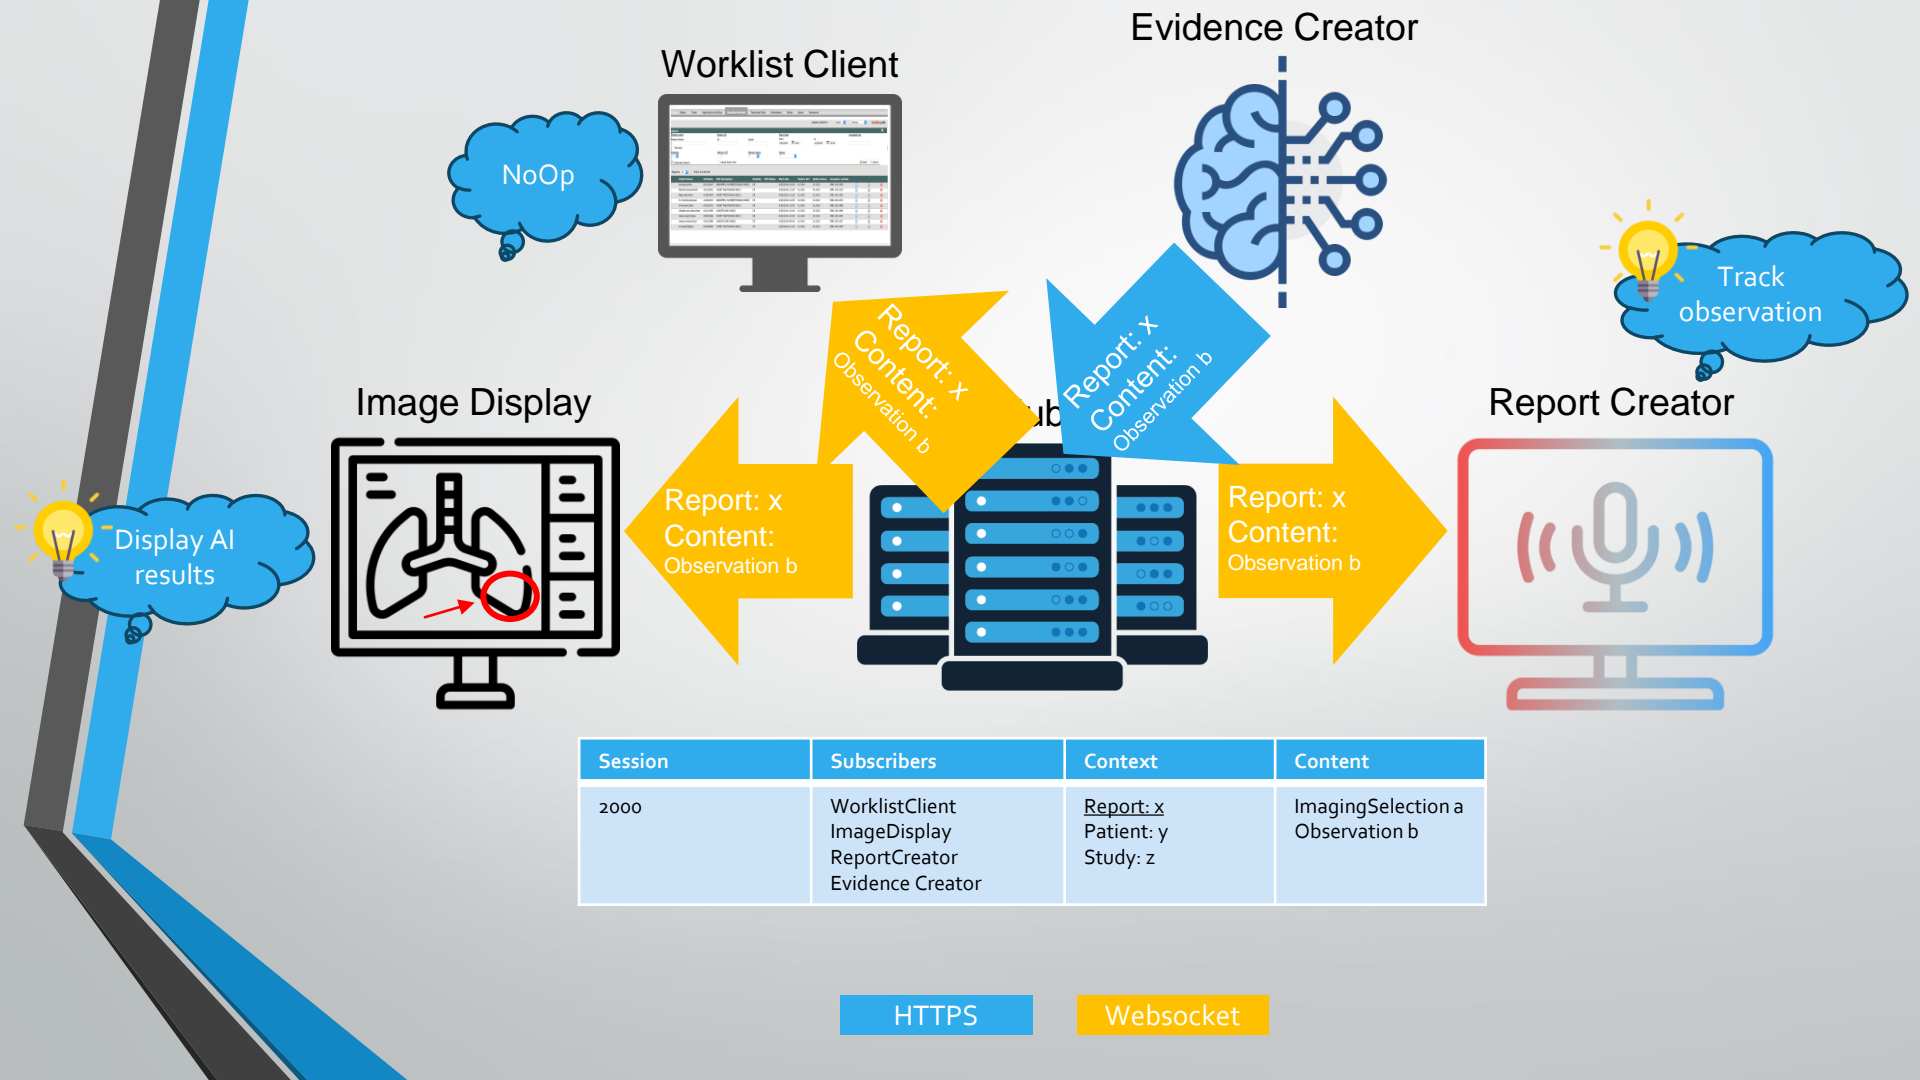 Evidence Creator
Worklist Client
NoOp
Track
observation
Report: x
Content:
Observation b
Report: x
Content:
Observation b
Image Display
ub
Report Creator
Report: x
Content:
Observation b
Report: x
Content:
Observation b
Display AI
results
Session Subscribers Context Content
2000 WorklistClient Report: x ImagingSelection a
ImageDisplay Patient: y Observation b
ReportCreator Study: z
Evidence Creator
HTTPS Websocket